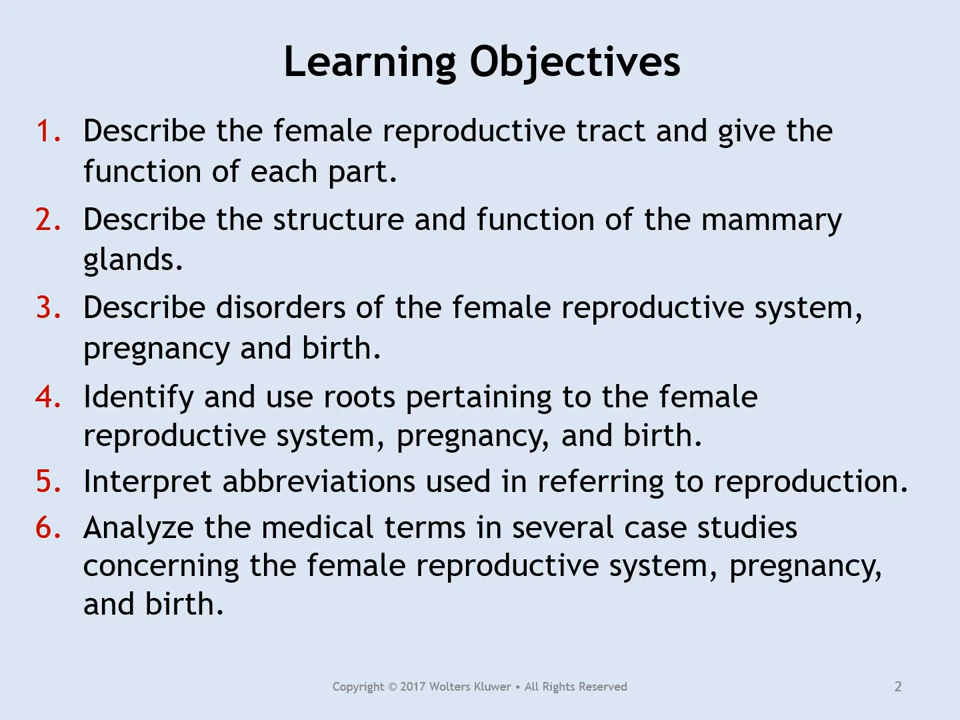 Learning Objectives
1. Describe the female reproductive tract and give the
function of each part.
2. Describe the structure and function of the mammary
glands.
3. Describe disorders of the female reproductive system,
pregnancy and birth.
4. Identify and use roots pertaining to the female
reproductive system, pregnancy, and birth.
5. Interpret abbreviations used in referring to reproduction.
6. Analyze the medical terms in several case studies
concerning the female reproductive system, pregnancy,
and birth.
Copyright © 2017 Wolters Kluwer • All Rights Reserved
2